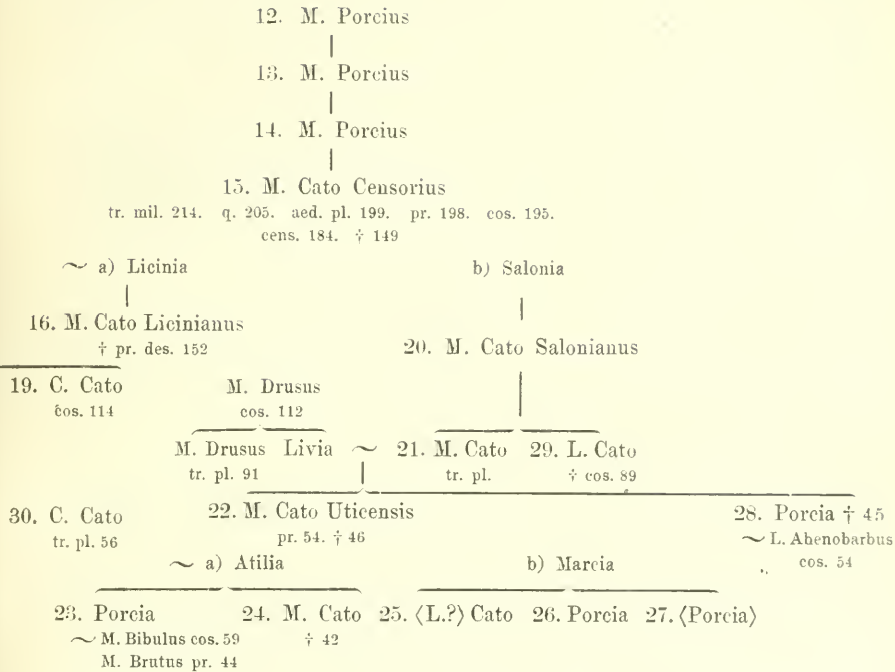 12. M. Porcius
13. M. Porcius
14. M. Porcius
15. M. Cato Censorius
tr. mil. 214. q. 205. aed. pl. 199. pr. 198. cos. 195.
cens. 184. † 149
~ a) Licinia b) Salonia
16. M. Cato Licinianus
† pr. des. 152
20. M. Cato Salonianus
19. C. Cato M. Drusus
cos. 114 cos. 112
M. Drusus Livia ~ 21. M. Cato 29. L. Cato
tr. pl. 91 tr. pl. † cos. 89
30. C. Cato 22. M. Cato Uticensis 28. Porcia † 45
tr. pl. 56 pr. 54. † 46 ~ L. Ahenobarbus
~ a) Atilia b) Marcia cos. 54
23. Porcia 24. M. Cato 25. ⟨L.?⟩ Cato 26. Porcia 27. ⟨Porcia⟩
~ M. Bibulus cos. 59 † 42
M. Brutus pr. 44